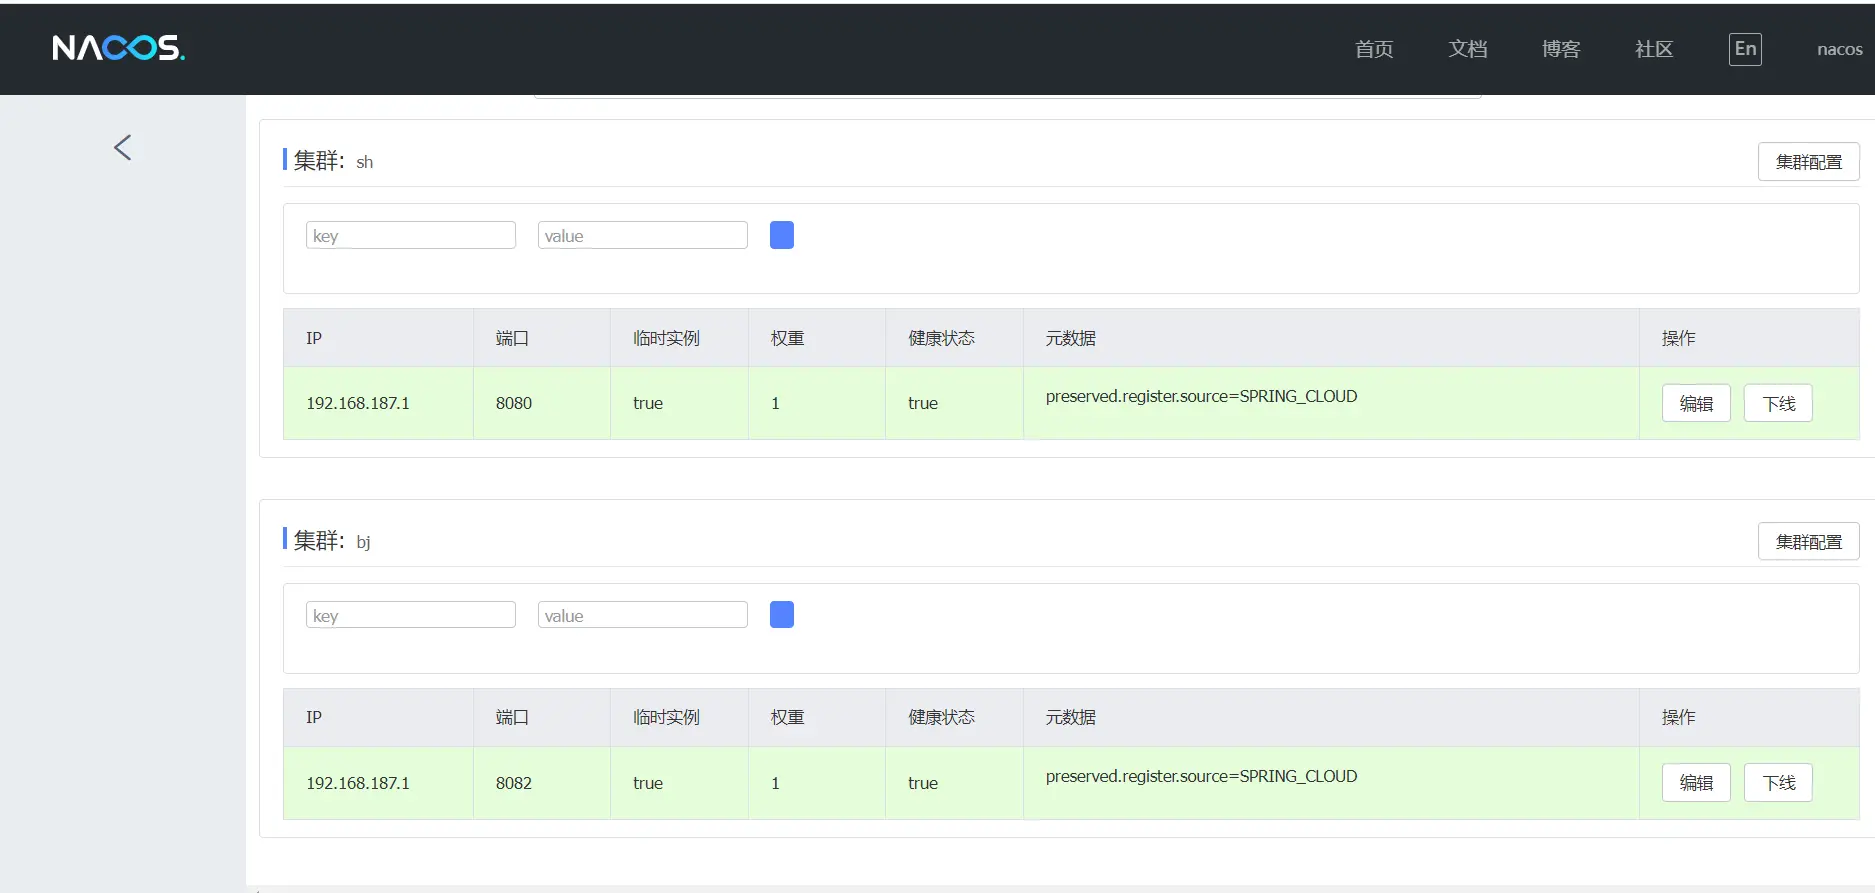 NACOS.
首页 文档 博客 社区 En nacos
集群: sh 集群配置
key value
IP 端口 临时实例 权重 健康状态 元数据 操作
192.168.187.1 8080 true 1 true preserved.register.source=SPRING_CLOUD 编辑 下线
集群: bj 集群配置
key value
IP 端口 临时实例 权重 健康状态 元数据 操作
192.168.187.1 8082 true 1 true preserved.register.source=SPRING_CLOUD 编辑 下线